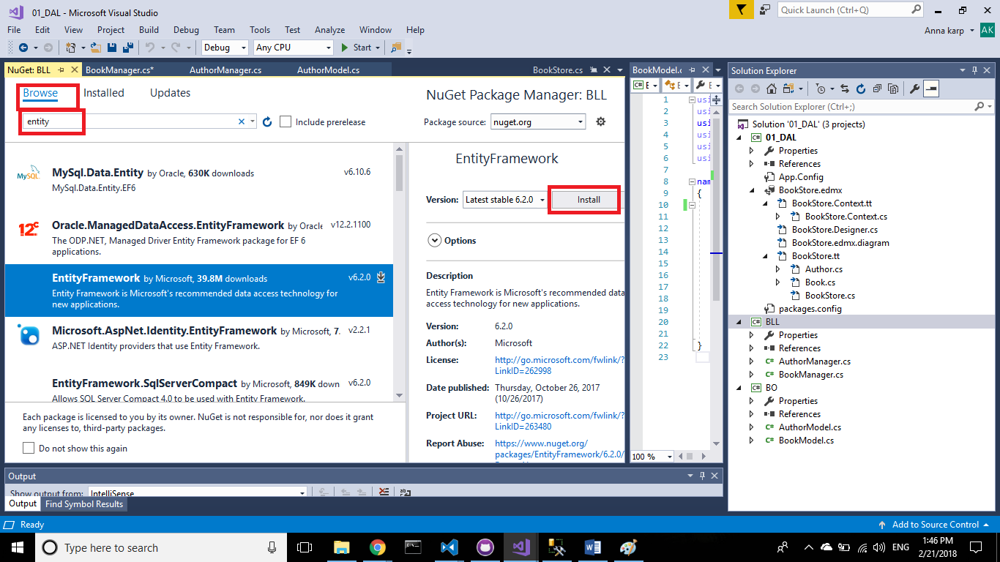 01_DAL - Microsoft Visual Studio
Quick Launch (Ctrl+Q)
File Edit View Project Build Debug Team Tools Test Analyze Window Help
Anna karp AK
Debug Any CPU Start
NuGet: BLL BookManager.cs* AuthorManager.cs AuthorModel.cs BookStore.cs
Browse Installed Updates
NuGet Package Manager: BLL
entity
Include prerelease
Package source: nuget.org
MySQL
MySql.Data.Entity by Oracle, 630K downloads v6.10.6
MySql.Data.Entity.EF6
12c
Oracle.ManagedDataAccess.EntityFramework by Oracle v12.2.1100
The ODP.NET, Managed Driver Entity Framework package for EF 6
applications.
EntityFramework by Microsoft, 39.8M downloads v6.2.0
Entity Framework is Microsoft's recommended data access technology for
new applications.
Microsoft.AspNet.Identity.EntityFramework by Microsoft, 7. v2.2.1
ASP.NET Identity providers that use Entity Framework.
EntityFramework.SqlServerCompact by Microsoft, 849K down v6.2.0
Allows SQL Server Compact 4.0 to be used with Entity Framework.
Each package is licensed to you by its owner. NuGet is not responsible for, nor does it grant
any licenses to, third-party packages.
Do not show this again
EntityFramework
Version: Latest stable 6.2.0 Install
Options
Description
Entity Framework is Microsoft's recommended data
access technology for new applications.
Version: 6.2.0
Author(s): Microsoft
License: http://go.microsoft.com/fwlink/?
LinkID=262998
Date published: Thursday, October 26, 2017
(10/26/2017)
Project URL: http://go.microsoft.com/fwlink/?
LinkID=263480
Report Abuse: https://www.nuget.org/
packages/EntityFramework/6.2.0/
BookModel.c
E E
1 usi
2 usi
3 usi
4 usi
5 usi
6 usi
7
8 nam
9 {
10
11
12
13
14
15
16
17
18
19
20
21
22 }
23
100 %
Solution Explorer
Search Solution Explorer (Ctrl+;)
Solution '01_DAL' (3 projects)
C# 01_DAL
Properties
References
App.Config
BookStore.edmx
BookStore.Context.tt
BookStore.Context.cs
BookStore.Designer.cs
BookStore.edmx.diagram
BookStore.tt
Author.cs
Book.cs
BookStore.cs
packages.config
C# BLL
Properties
References
C# AuthorManager.cs
C# BookManager.cs
C# BO
Properties
References
C# AuthorModel.cs
C# BookModel.cs
Output
Show output from: IntelliSense
Output Find Symbol Results
Ready
Add to Source Control
Type here to search
ENG
1:46 PM
2/21/2018